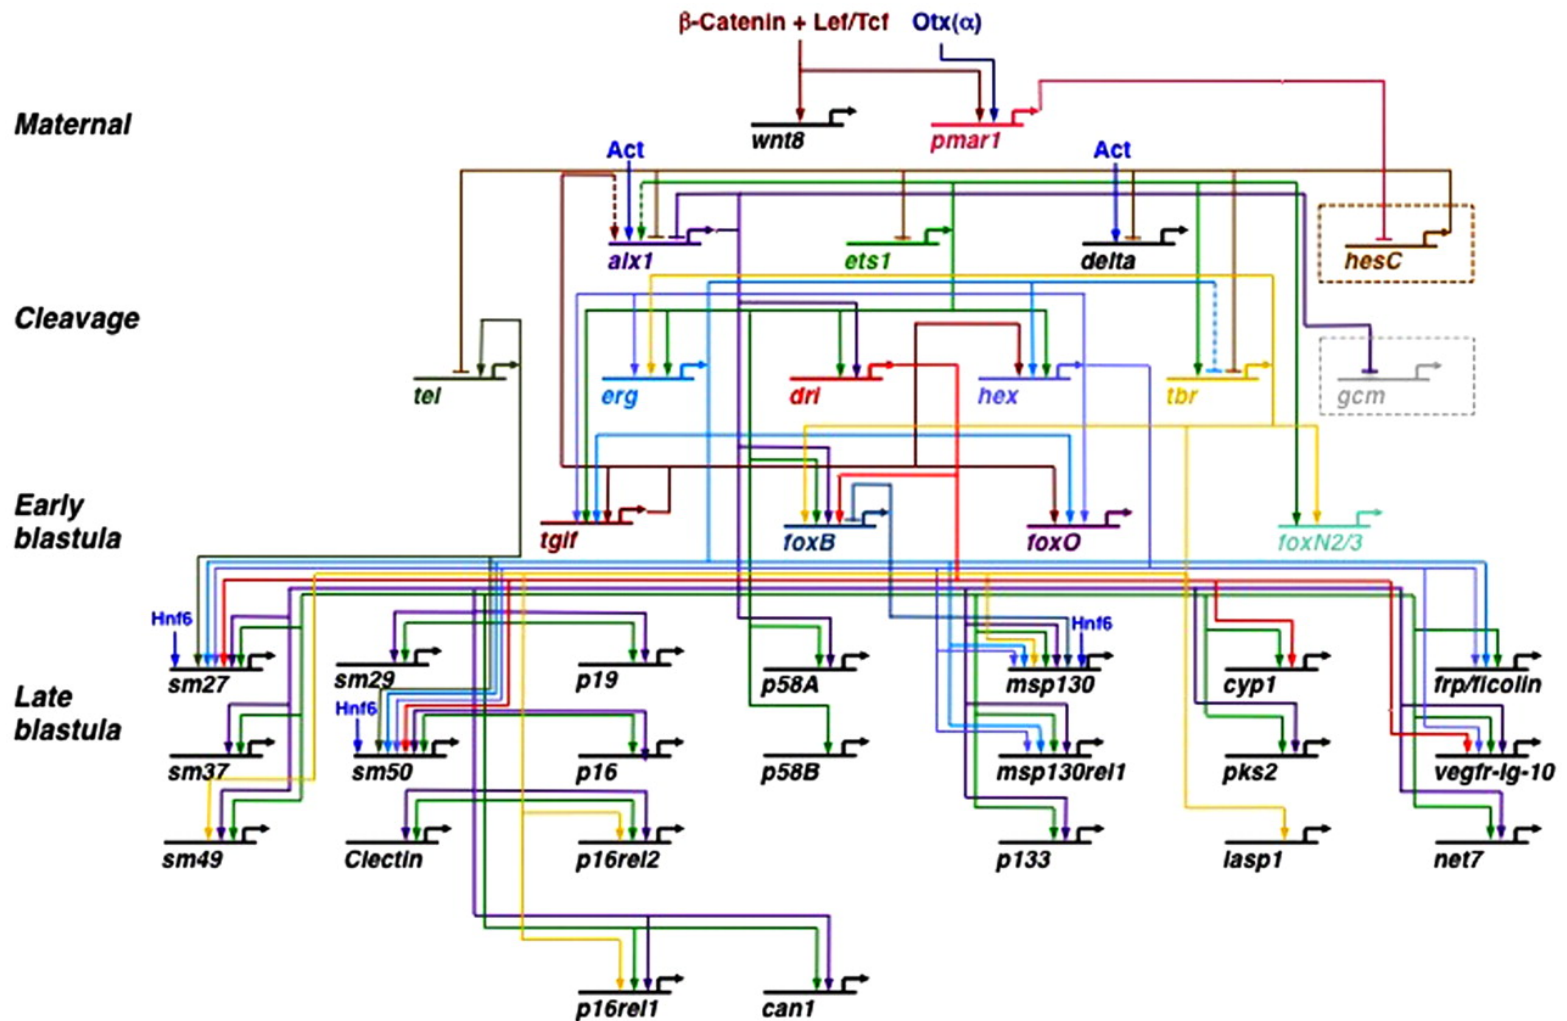 β-Catenin + Lef/Tcf Otx(α)
Maternal
wnt8 pmar1
Act Act
alx1 ets1 delta hesC
Cleavage
tel erg dri hex tbr gcm
Early
blastula
tgif foxB foxO foxN2/3
Hnf6 Hnf6
sm27 sm29 p19 p58A msp130 cyp1 frp/ficolin
Late
blastula
Hnf6
sm37 sm50 p16 p58B msp130rel1 pks2 vegfr-Ig-10
sm49 Clectin p16rel2 p133 lasp1 net7
p16rel1 can1